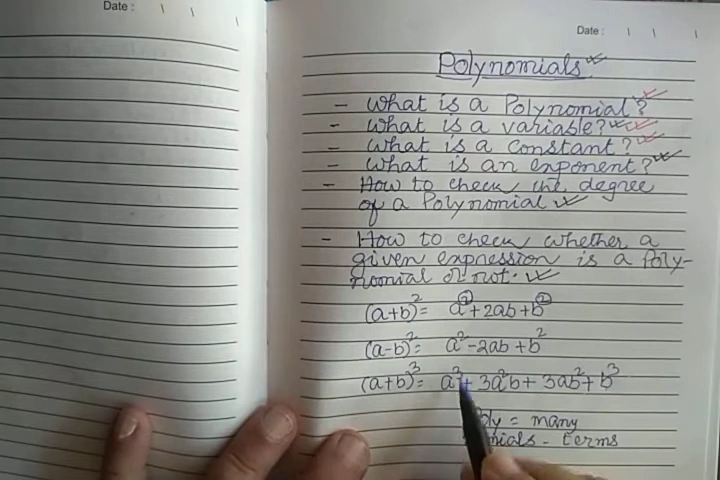 Date :
Date :
Polynomials
- What is a Polynomial?
- What is a variable?
- What is a constant?
- What is an exponent?
- How to check the degree
of a Polynomial
- How to check whether a
given expression is a Poly-
nomial or not.
(a+b)² = a²+2ab+b²
(a-b)² = a²-2ab+b²
(a+b)³ = a³+3a²b+3ab²+b³
Poly = many
mials - terms